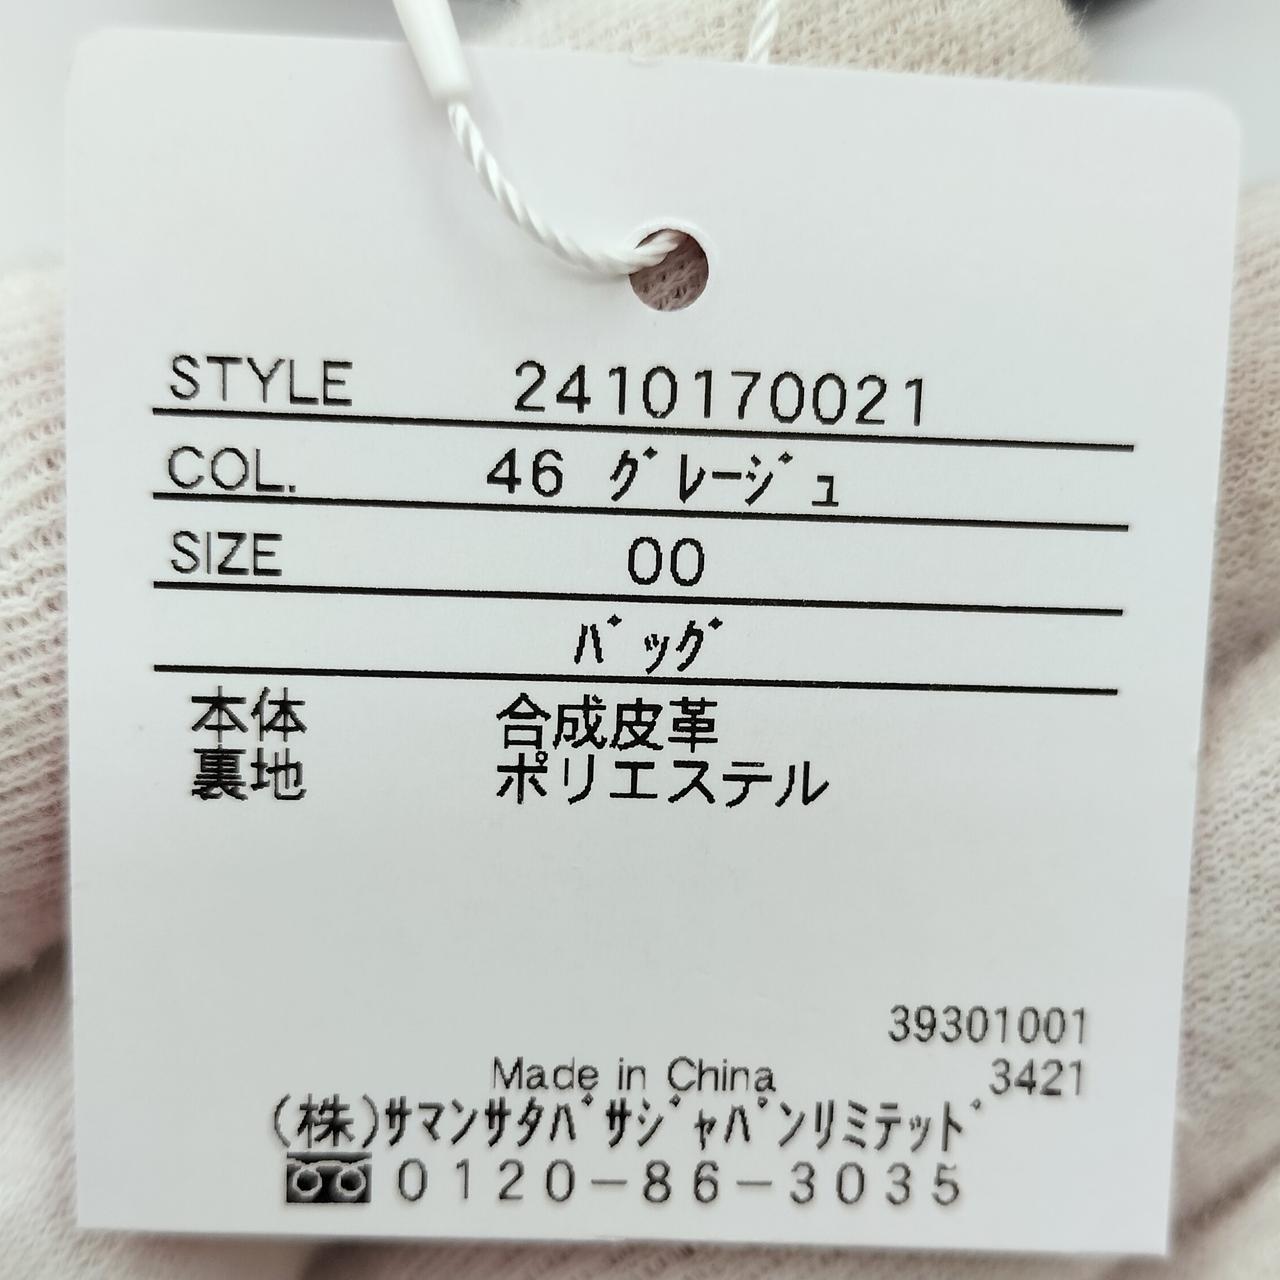 STYLE 2410170021
COL. 46 ｸﾞﾚｰｼﾞｭ
SIZE 00
ﾊﾞｯｸﾞ
本体 合成皮革
裏地 ポリエステル
39301001
Made in China 3421
(株)ｻﾏﾝｻﾀﾊﾞｻｼﾞｬﾊﾟﾝﾘﾐﾃｯﾄﾞ
0120-86-3035